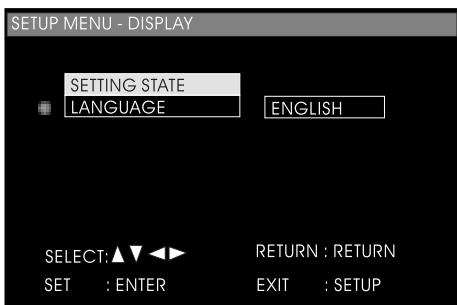 SETUP MENU - DISPLAY
SETTING STATE
LANGUAGE ENGLISH
SELECT:▲▼◄► RETURN : RETURN
SET : ENTER EXIT : SETUP